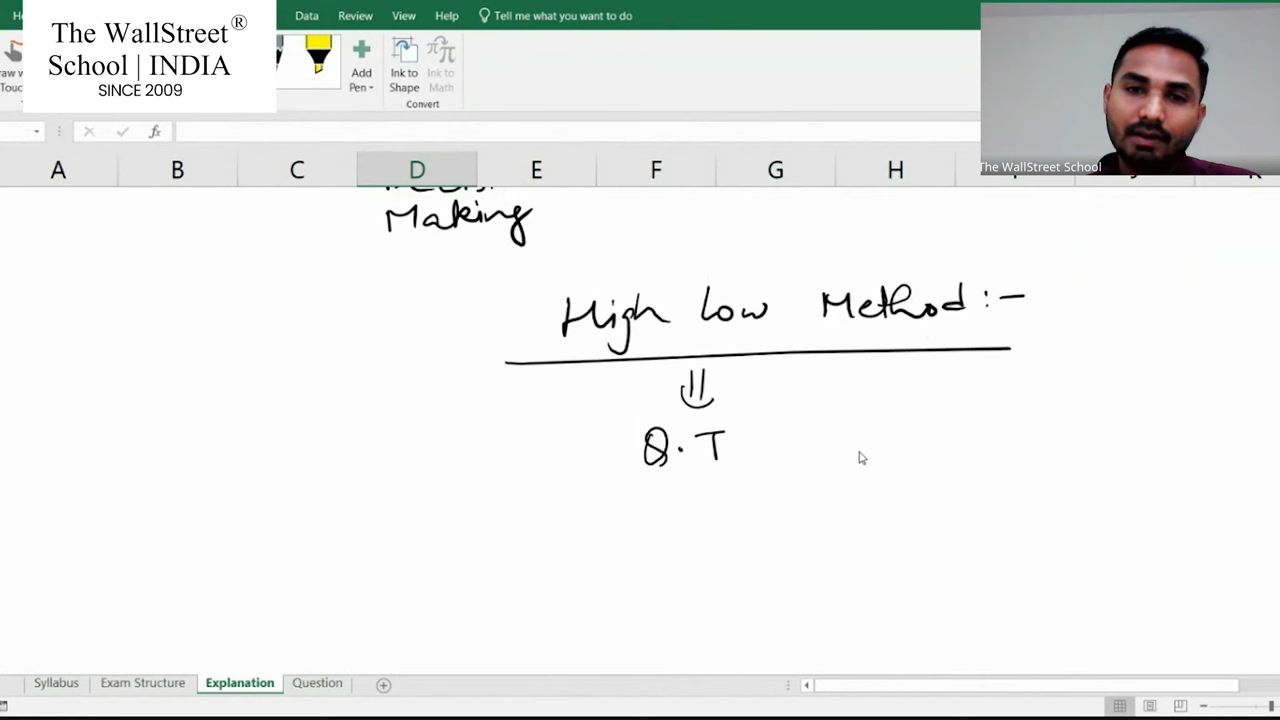 The WallStreet®
School | INDIA
SINCE 2009
Data Review View Help Tell me what you want to do
Add Pen
Ink to Shape
Ink to Math
Convert
fx
A B C D E F G H
The WallStreet School
Making
High Low Method:-
Q.T
Syllabus Exam Structure Explanation Question